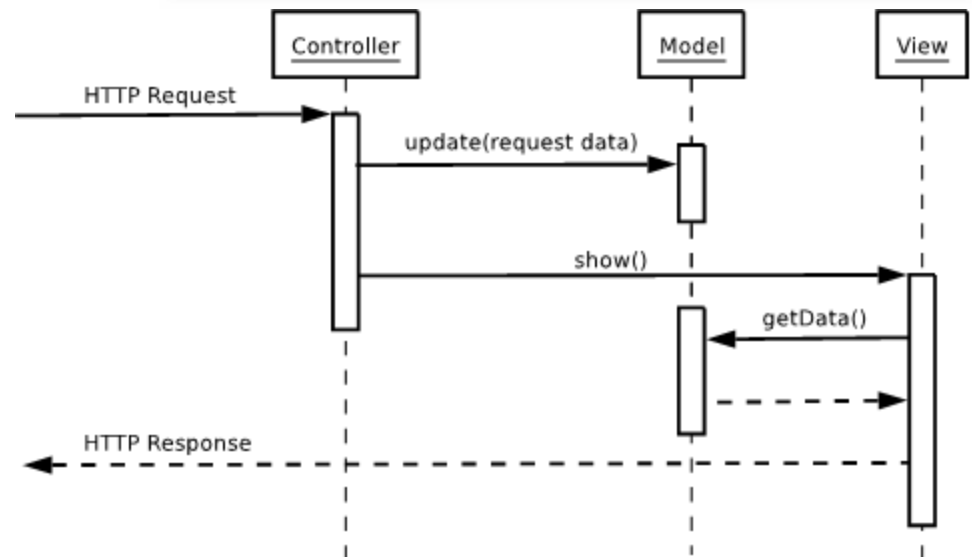 Controller
Model
View
HTTP Request
update(request data)
show()
getData()
HTTP Response